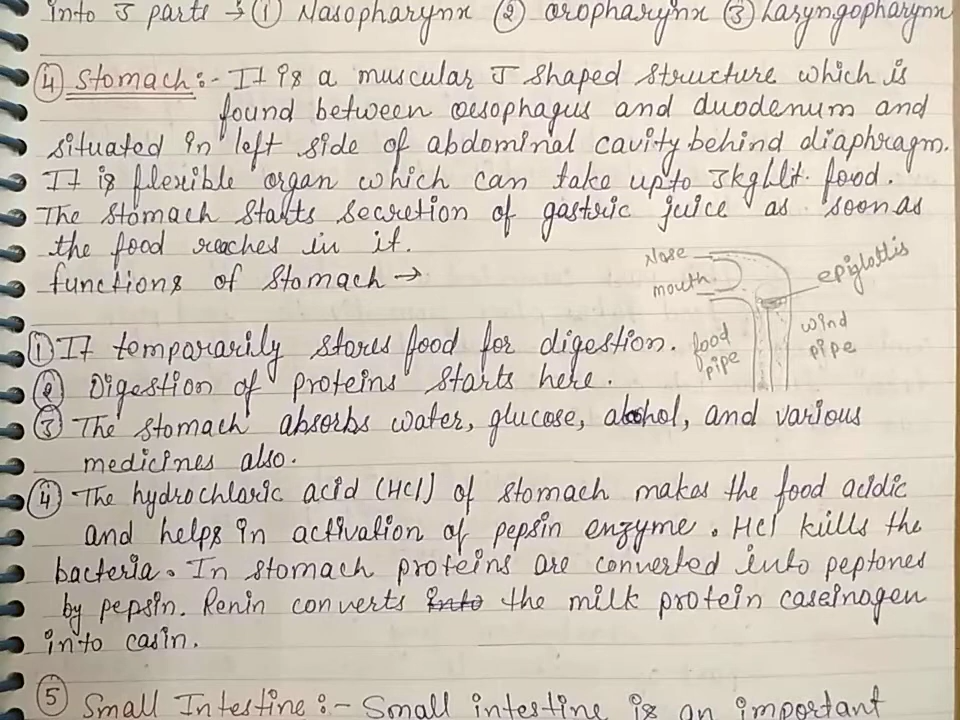 into 3 parts → ① Nasopharynx ② oropharynx ③ Laryngopharynx
④ Stomach :- It is a muscular J shaped structure which is
found between oesophagus and duodenum and
situated in left side of abdominal cavity behind diaphragm.
It is flexible organ which can take upto 3kg lit. food.
The stomach starts secretion of gastric juice as soon as
the food reaches in it.
functions of stomach →
Nose
mouth
epiglottis
food pipe
wind pipe
① It tempararily stores food for digestion.
② Digestion of proteins starts here.
③ The stomach absorbs water, glucose, alcohol, and various
medicines also.
④ The hydrochloric acid (HCl) of stomach makes the food acidic
and helps in activation of pepsin enzyme. HCl kills the
bacteria. In stomach proteins are converted into peptones
by pepsin. Renin converts into the milk protein caseinogen
into casin.
⑤ Small Intestine :- Small intestine is an important